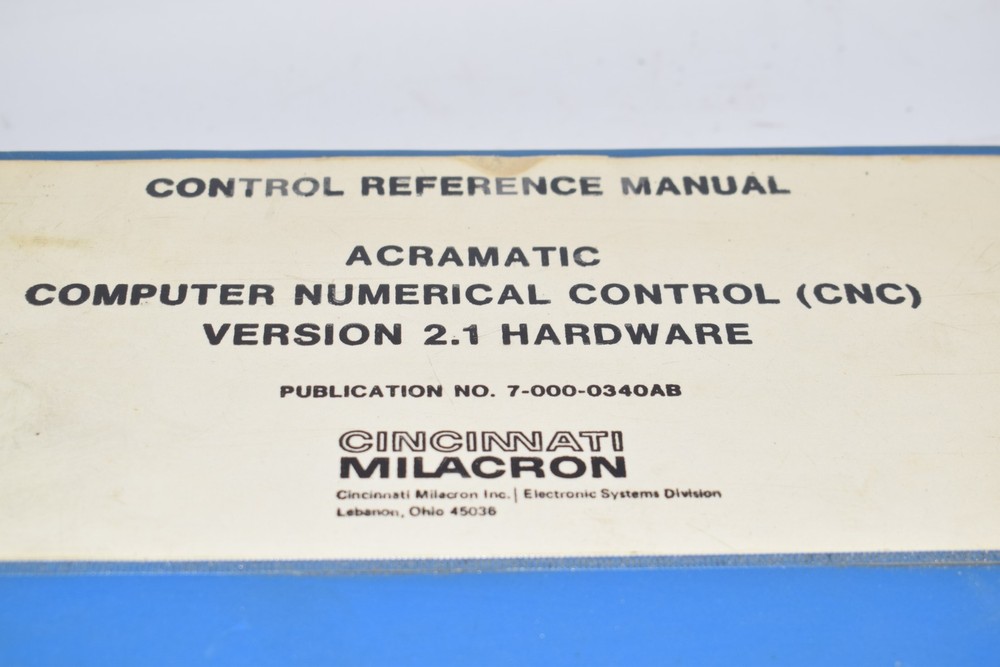 CONTROL REFERENCE MANUAL
ACRAMATIC
COMPUTER NUMERICAL CONTROL (CNC)
VERSION 2.1 HARDWARE
PUBLICATION NO. 7-000-0340AB
CINCINNATI
MILACRON
Cincinnati Milacron Inc. | Electronic Systems Division
Lebanon, Ohio 45036